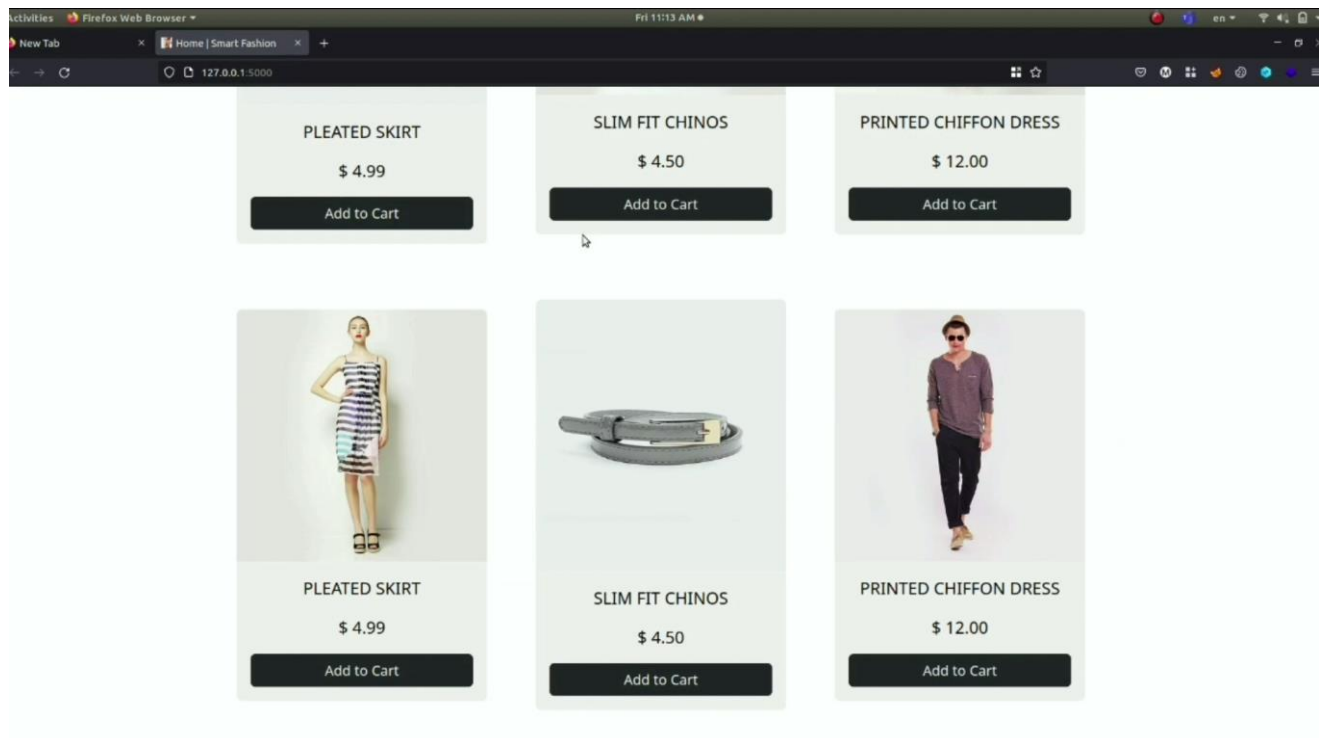 Activities Firefox Web Browser Fri 11:13 AM en
New Tab Home | Smart Fashion
127.0.0.1:5000
PLEATED SKIRT SLIM FIT CHINOS PRINTED CHIFFON DRESS
$ 4.99 $ 4.50 $ 12.00
Add to Cart Add to Cart Add to Cart
PLEATED SKIRT SLIM FIT CHINOS PRINTED CHIFFON DRESS
$ 4.99 $ 4.50 $ 12.00
Add to Cart Add to Cart Add to Cart